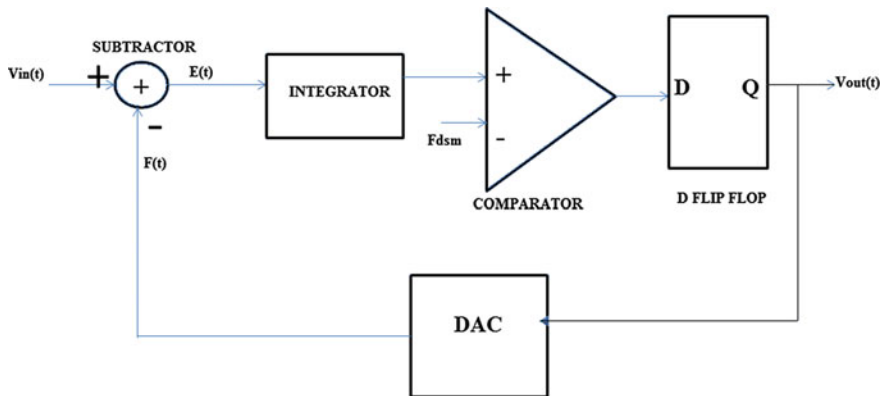 SUBTRACTOR
Vin(t)
+
+
E(t)
−
F(t)
INTEGRATOR
+
-
Fdsm
COMPARATOR
D Q
Vout(t)
D FLIP FLOP
DAC